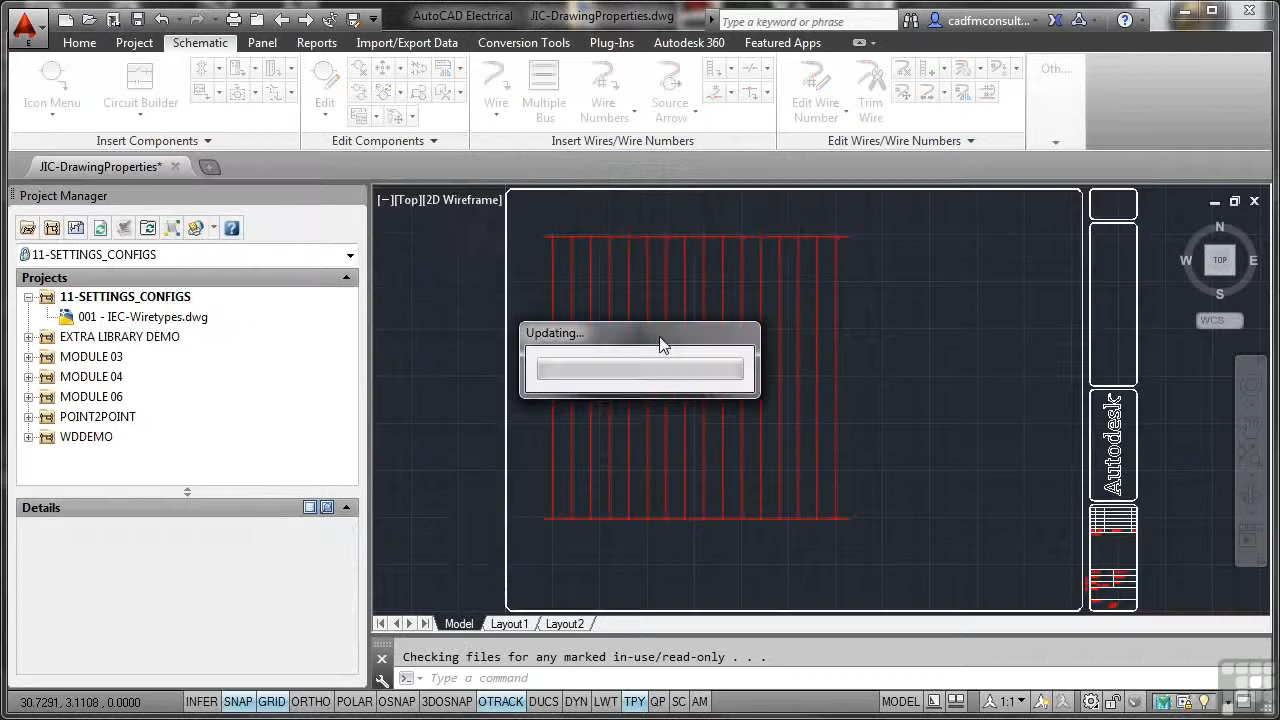 AutoCAD Electrical JIC-DrawingProperties.dwg
Type a keyword or phrase
cadfmconsult...
E
Home Project Schematic Panel Reports Import/Export Data Conversion Tools Plug-Ins Autodesk 360 Featured Apps
Icon Menu
Circuit Builder
Edit
Wire
Multiple Bus
Wire Numbers
Source Arrow
Edit Wire Number
Trim Wire
Oth...
Insert Components
Edit Components
Insert Wires/Wire Numbers
Edit Wires/Wire Numbers
JIC-DrawingProperties*
Project Manager
11-SETTINGS_CONFIGS
Projects
11-SETTINGS_CONFIGS
001 - IEC-Wiretypes.dwg
EXTRA LIBRARY DEMO
MODULE 03
MODULE 04
MODULE 06
POINT2POINT
WDDEMO
Details
[−][Top][2D Wireframe]
N
W TOP E
S
WCS
Updating...
Autodesk
Model Layout1 Layout2
Checking files for any marked in-use/read-only . . .
Type a command
30.7291, 3.1108, 0.0000 INFER SNAP GRID ORTHO POLAR OSNAP 3DOSNAP OTRACK DUCS DYN LWT TPY QP SC AM MODEL 1:1